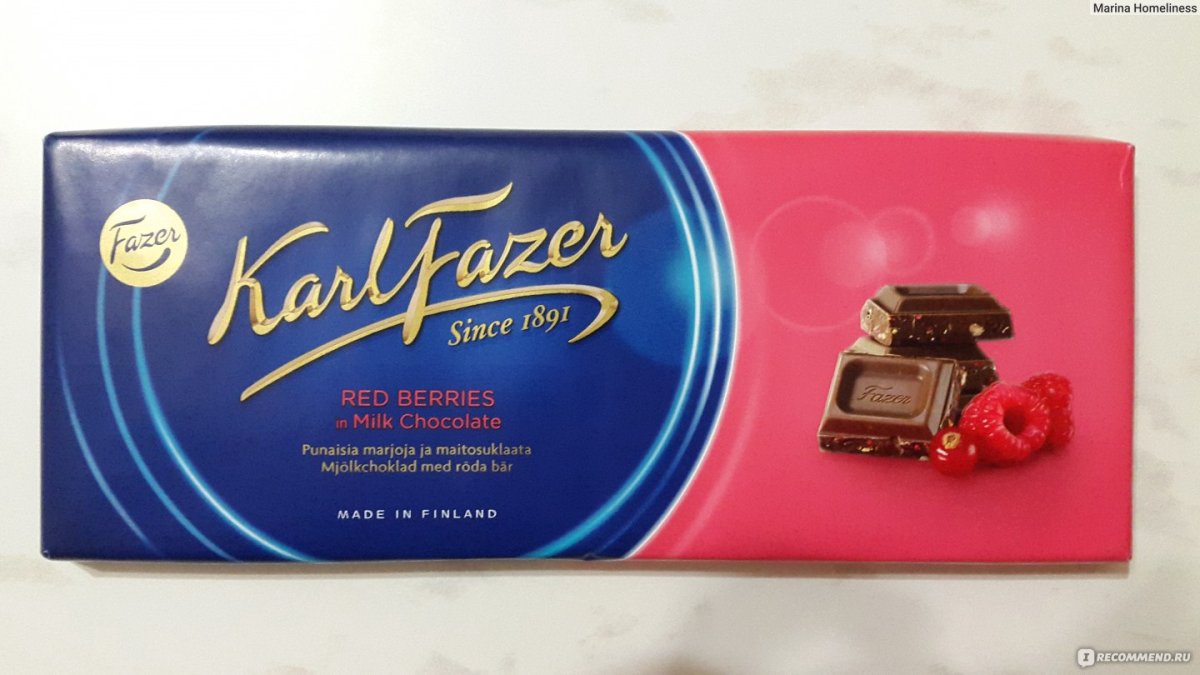 Marina Homeliness
Fazer
Karl Fazer
Since 1891
RED BERRIES
in Milk Chocolate
Punaisia marjoja ja maitosuklaata
Mjölkchoklad med röda bär
MADE IN FINLAND
Fazer
IRECOMMEND.RU